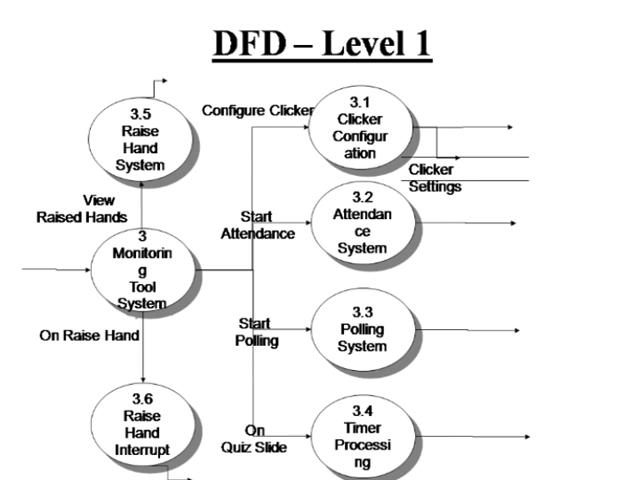 DFD – Level 1
3.5
Raise
Hand
System
Configure Clicker
3.1
Clicker
Configur
ation
Clicker
Settings
View
Raised Hands
3.2
Attendan
ce
System
Start
Attendance
3
Monitorin
g
Tool
System
On Raise Hand
Start
Polling
3.3
Polling
System
3.6
Raise
Hand
Interrupt
On
Quiz Slide
3.4
Timer
Processi
ng